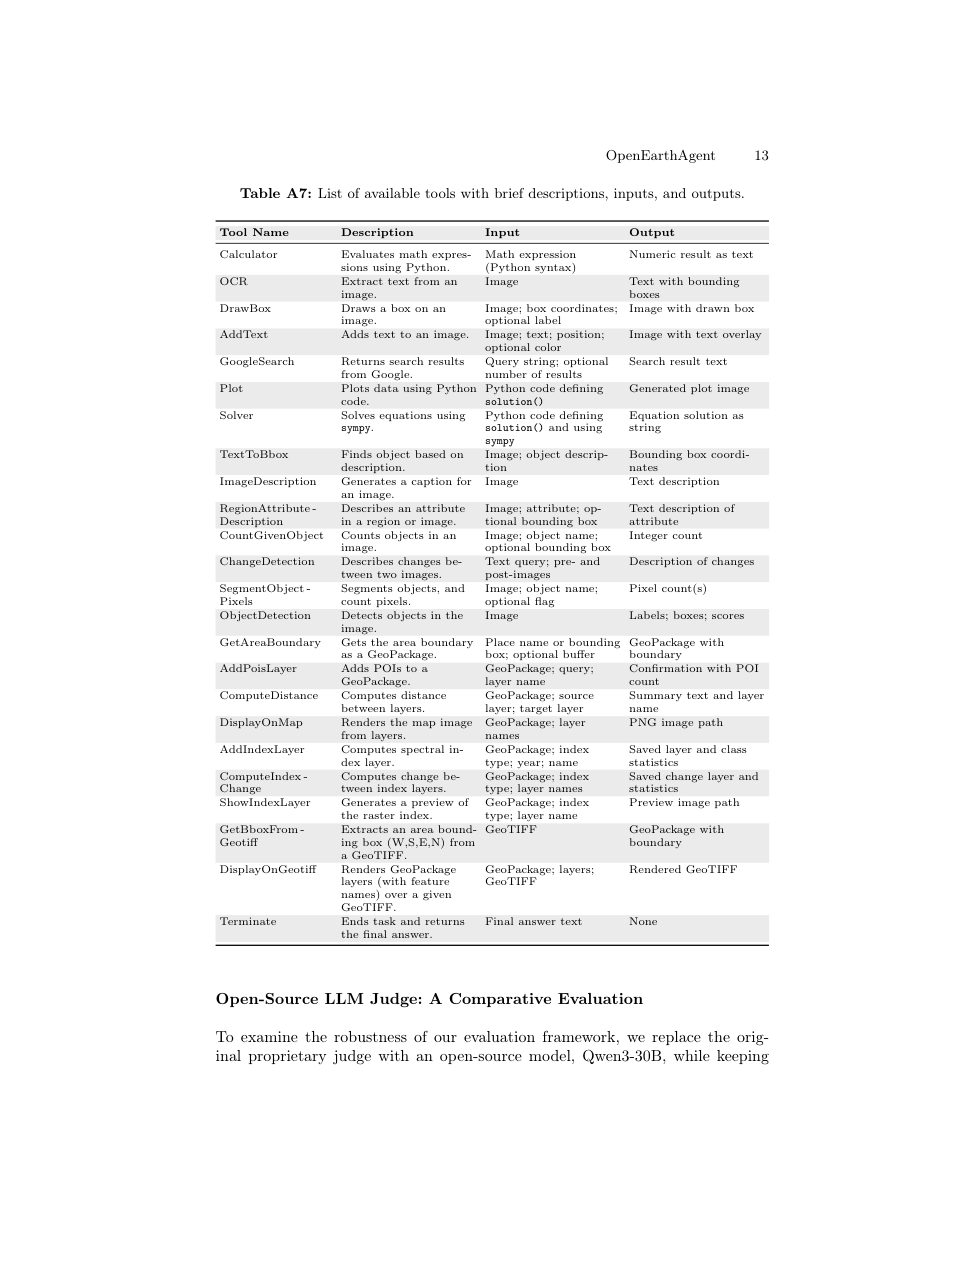 OpenEarthAgent 13
Table A7: List of available tools with brief descriptions, inputs, and outputs.
Tool Name Description Input Output
Calculator Evaluates math expres- Math expression Numeric result as text
sions using Python. (Python syntax)
OCR Extract text from an Image Text with bounding
image. boxes
DrawBox Draws a box on an Image; box coordinates; Image with drawn box
image. optional label
AddText Adds text to an image. Image; text; position; Image with text overlay
optional color
GoogleSearch Returns search results Query string; optional Search result text
from Google. number of results
Plot Plots data using Python Python code defining Generated plot image
code. solution()
Solver Solves equations using Python code defining Equation solution as
sympy. solution() and using string
sympy
TextToBbox Finds object based on Image; object descrip- Bounding box coordi-
description. tion nates
ImageDescription Generates a caption for Image Text description
an image.
RegionAttribute- Describes an attribute Image; attribute; op- Text description of
Description in a region or image. tional bounding box attribute
CountGivenObject Counts objects in an Image; object name; Integer count
image. optional bounding box
ChangeDetection Describes changes be- Text query; pre- and Description of changes
tween two images. post-images
SegmentObject- Segments objects, and Image; object name; Pixel count(s)
Pixels count pixels. optional flag
ObjectDetection Detects objects in the Image Labels; boxes; scores
image.
GetAreaBoundary Gets the area boundary Place name or bounding GeoPackage with
as a GeoPackage. box; optional buffer boundary
AddPoisLayer Adds POIs to a GeoPackage; query; Confirmation with POI
GeoPackage. layer name count
ComputeDistance Computes distance GeoPackage; source Summary text and layer
between layers. layer; target layer name
DisplayOnMap Renders the map image GeoPackage; layer PNG image path
from layers. names
AddIndexLayer Computes spectral in- GeoPackage; index Saved layer and class
dex layer. type; year; name statistics
ComputeIndex- Computes change be- GeoPackage; index Saved change layer and
Change tween index layers. type; layer names statistics
ShowIndexLayer Generates a preview of GeoPackage; index Preview image path
the raster index. type; layer name
GetBboxFrom- Extracts an area bound- GeoTIFF GeoPackage with
Geotiff ing box (W,S,E,N) from boundary
a GeoTIFF.
DisplayOnGeotiff Renders GeoPackage GeoPackage; layers; Rendered GeoTIFF
layers (with feature GeoTIFF
names) over a given
GeoTIFF.
Terminate Ends task and returns Final answer text None
the final answer.
Open-Source LLM Judge: A Comparative Evaluation
To examine the robustness of our evaluation framework, we replace the orig-
inal proprietary judge with an open-source model, Qwen3-30B, while keeping